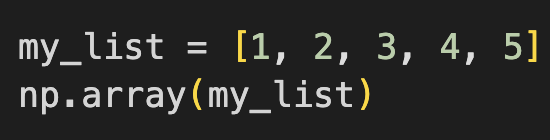 my_list = [1, 2, 3, 4, 5]
np.array(my_list)